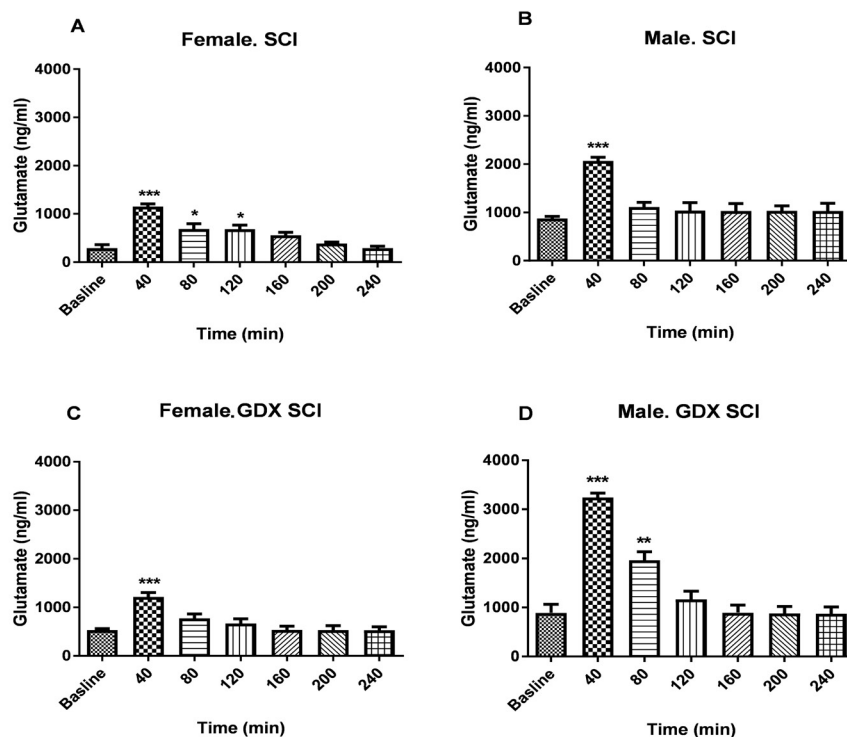 A
Female. SCI
Glutamate (ng/ml)
4000
3000
2000
1000
0
***
*
*
Basline
40
80
120
160
200
240
Time (min)
B
Male. SCI
Glutamate (ng/ml)
4000
3000
2000
1000
0
***
Basline
40
80
120
160
200
240
Time (min)
C
Female.GDX SCI
Glutamate (ng/ml)
4000
3000
2000
1000
0
***
Basline
40
80
120
160
200
240
Time (min)
D
Male. GDX SCI
Glutamate (ng/ml)
4000
3000
2000
1000
0
***
**
Basline
40
80
120
160
200
240
Time (min)